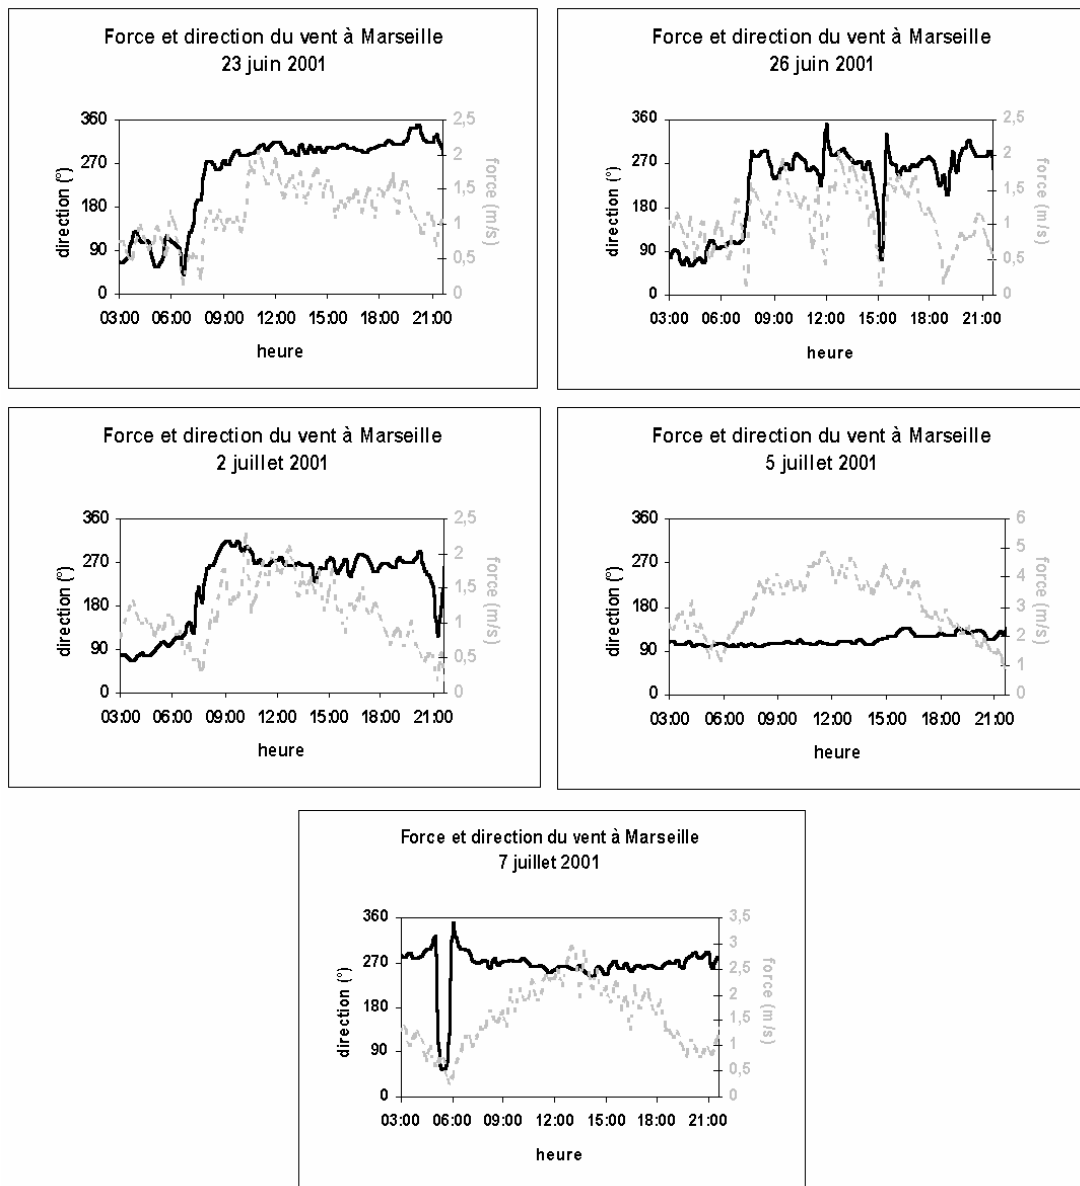 Force et direction du vent à Marseille
23 juin 2001
360
270
180
90
0
direction (°)
2,5
2
1,5
1
0,5
0
force (m/s)
03:00 06:00 09:00 12:00 15:00 18:00 21:00
heure
Force et direction du vent à Marseille
26 juin 2001
360
270
180
90
0
direction (°)
2,5
2
1,5
1
0,5
0
force (m/s)
03:00 06:00 09:00 12:00 15:00 18:00 21:00
heure
Force et direction du vent à Marseille
2 juillet 2001
360
270
180
90
0
direction (°)
2,5
2
1,5
1
0,5
0
force (m/s)
03:00 06:00 09:00 12:00 15:00 18:00 21:00
heure
Force et direction du vent à Marseille
5 juillet 2001
360
270
180
90
0
direction (°)
6
5
4
3
2
1
0
force (m/s)
03:00 06:00 09:00 12:00 15:00 18:00 21:00
heure
Force et direction du vent à Marseille
7 juillet 2001
360
270
180
90
0
direction (°)
3,5
3
2,5
2
1,5
1
0,5
0
force (m/s)
03:00 06:00 09:00 12:00 15:00 18:00 21:00
heure